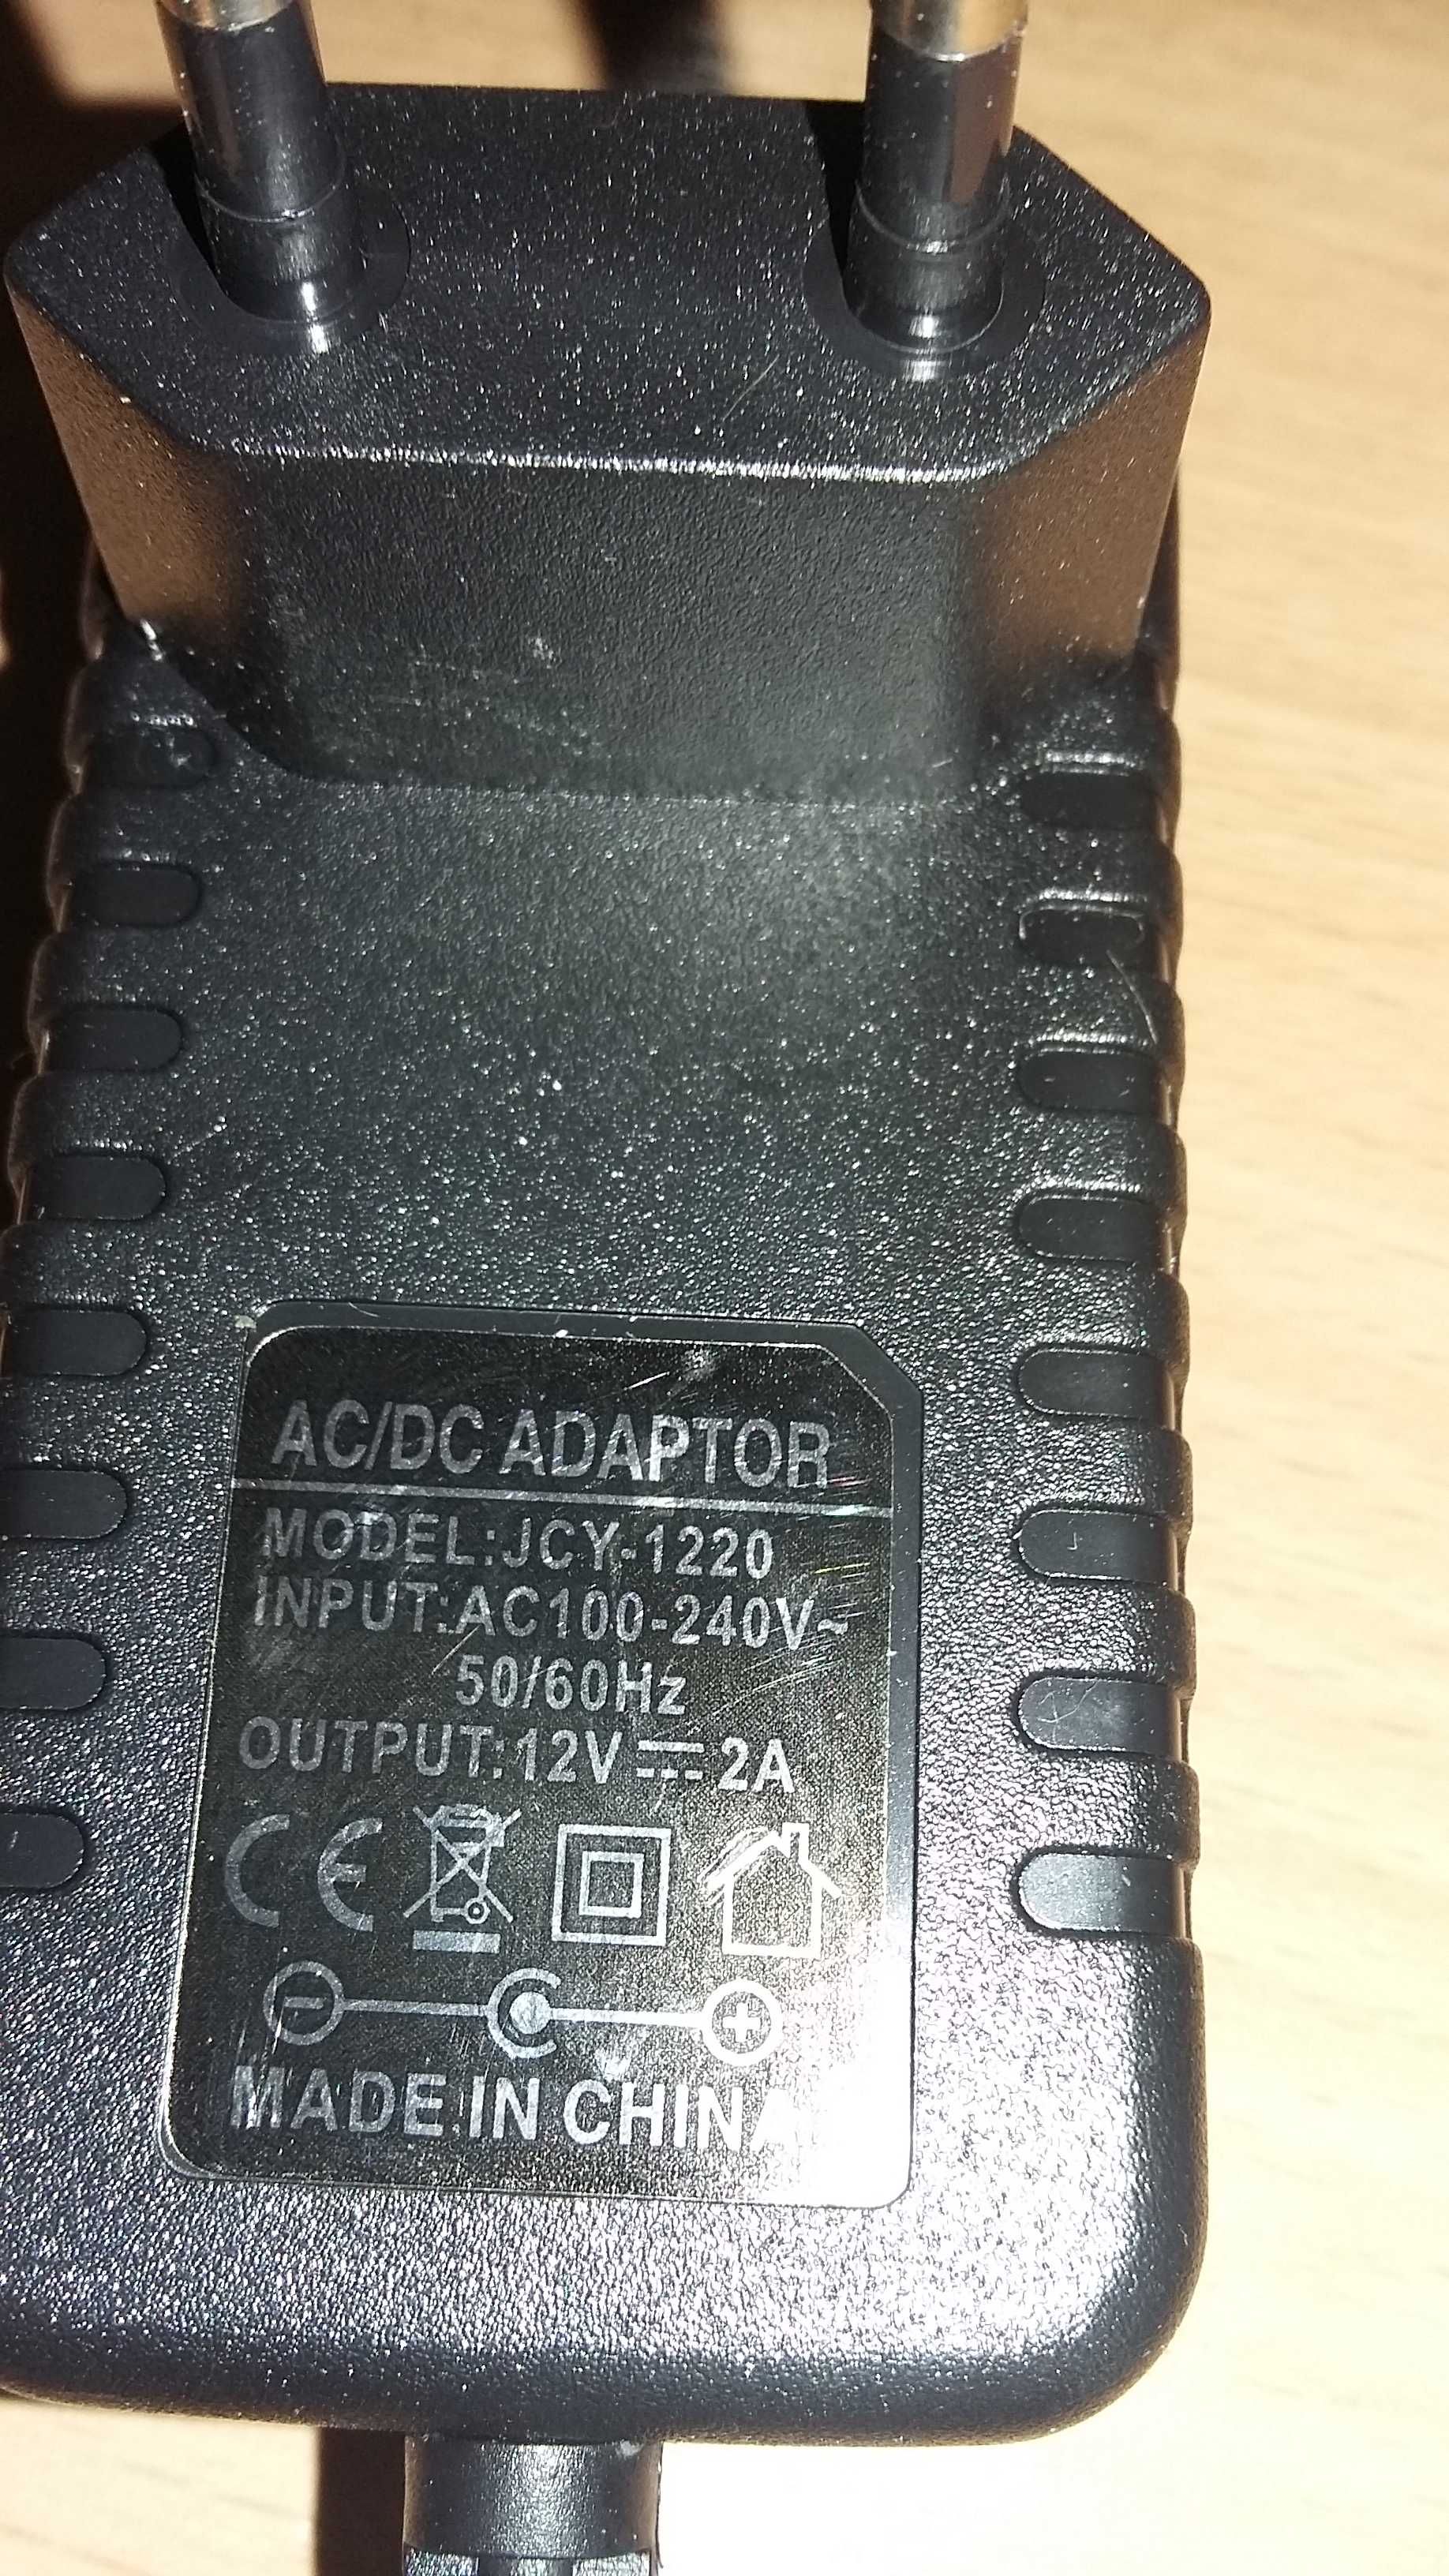 AC/DC ADAPTOR
MODEL:JCY-1220
INPUT:AC100-240V~
50/60Hz
OUTPUT:12V⎓2A
CE
MADE IN CHINA